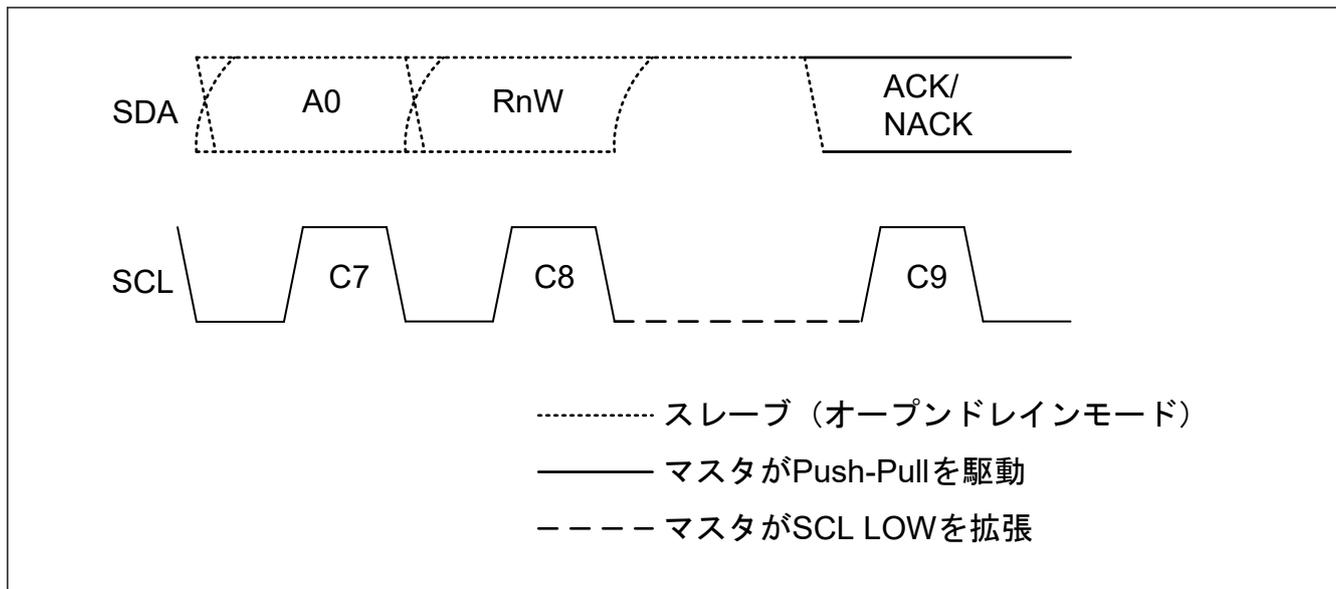 SDA
A0
RnW
ACK/
NACK
SCL
C7
C8
C9
スレーブ（オープンドレインモード）
マスタがPush-Pullを駆動
マスタがSCL LOWを拡張